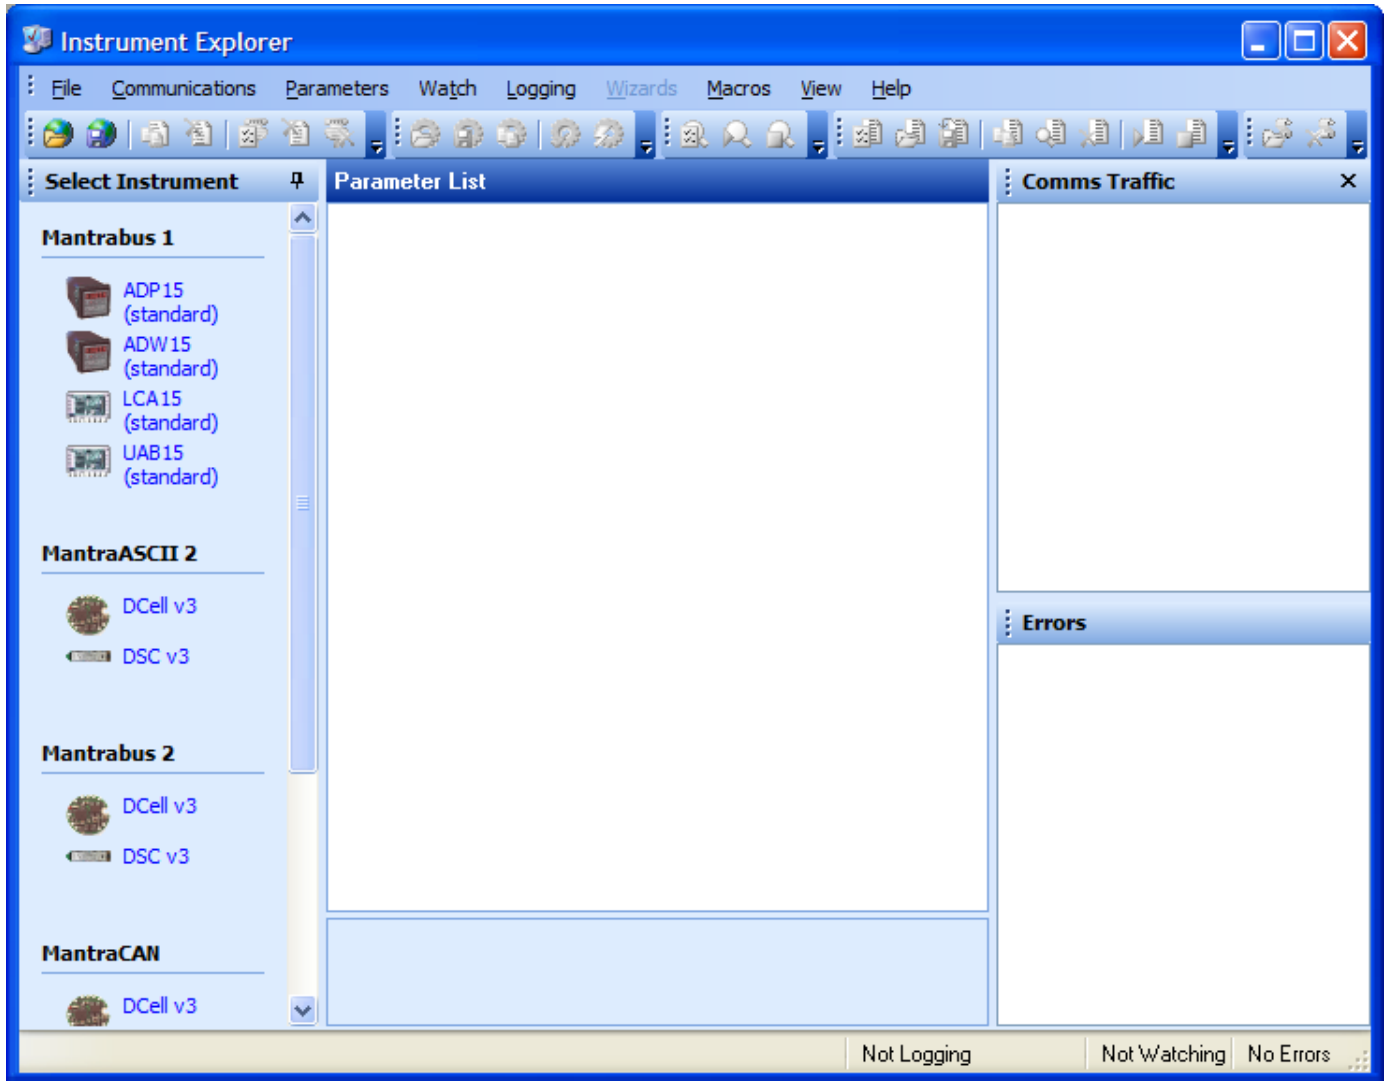 Instrument Explorer
File Communications Parameters Watch Logging Wizards Macros View Help
Select Instrument
Parameter List
Comms Traffic
Mantrabus 1
ADP15
(standard)
ADW15
(standard)
LCA15
(standard)
UAB15
(standard)
MantraASCII 2
DCell v3
DSC v3
Mantrabus 2
DCell v3
DSC v3
MantraCAN
DCell v3
Errors
Not Logging
Not Watching
No Errors